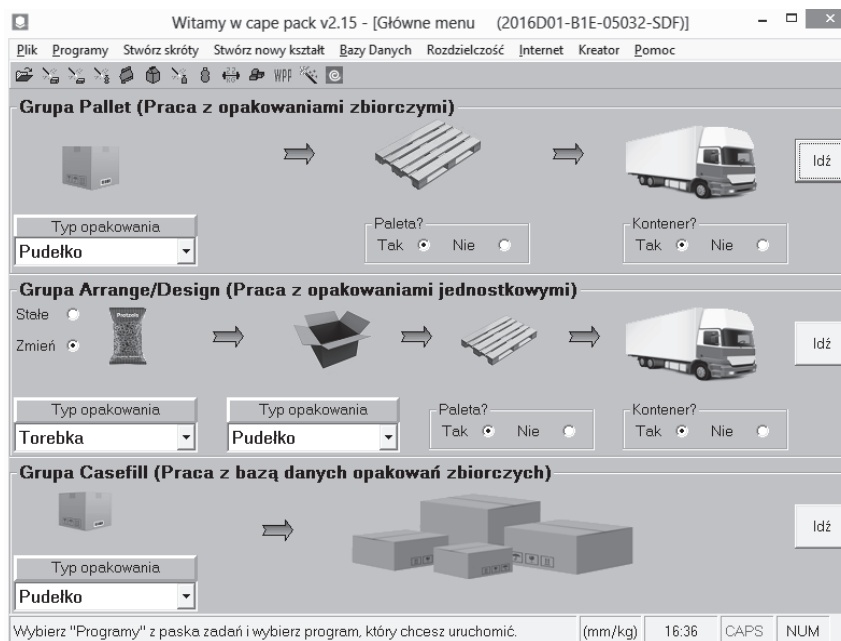 Witamy w cape pack v2.15 - [Główne menu (2016D01-B1E-05032-SDF)]
Plik Programy Stwórz skróty Stwórz nowy kształt Bazy Danych Rozdzielczość Internet Kreator Pomoc
WPP
Grupa Pallet (Praca z opakowaniami zbiorczymi)
Idź
Typ opakowania
Pudełko
Paleta?
Tak Nie
Kontener?
Tak Nie
Grupa Arrange/Design (Praca z opakowaniami jednostkowymi)
Stałe
Zmień
Pretzels
Idź
Typ opakowania
Torebka
Typ opakowania
Pudełko
Paleta?
Tak Nie
Kontener?
Tak Nie
Grupa Casefill (Praca z bazą danych opakowań zbiorczych)
Idź
Typ opakowania
Pudełko
Wybierz "Programy" z paska zadań i wybierz program, który chcesz uruchomić. (mm/kg) 16:36 CAPS NUM